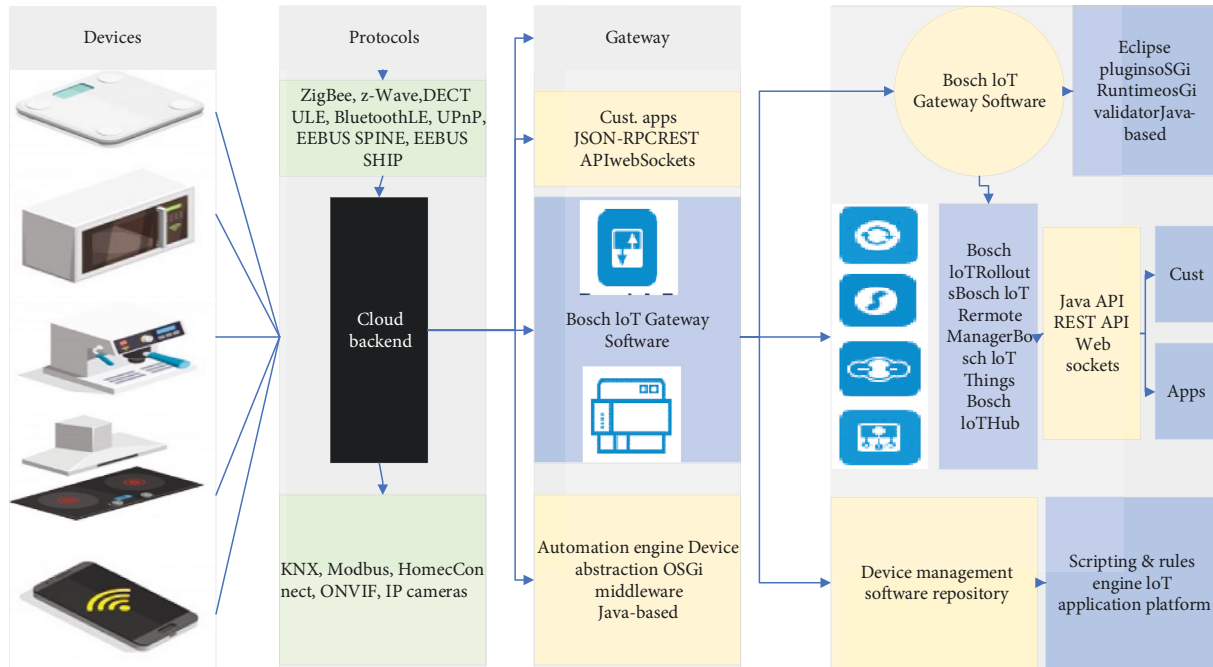 Devices
Protocols
ZigBee, z-Wave,DECT
ULE, BluetoothLE, UPnP,
EEBUS SPINE, EEBUS
SHIP
Cloud
backend
KNX, Modbus, HomecCon
nect, ONVIF, IP cameras
Gateway
Cust. apps
JSON-RPCREST
APIwebSockets
Bosch loT Gateway
Software
Automation engine Device
abstraction OSGi
middleware
Java-based
Bosch loT
Gateway Software
Eclipse
pluginsoSGi
RuntimeosGi
validatorJava-
based
Bosch
loTRollout
sBosch loT
Rermote
ManagerBo
sch loT
Things
Bosch
loTHub
Java API
REST API
Web
sockets
Cust
Apps
Device management
software repository
Scripting & rules
engine loT
application platform